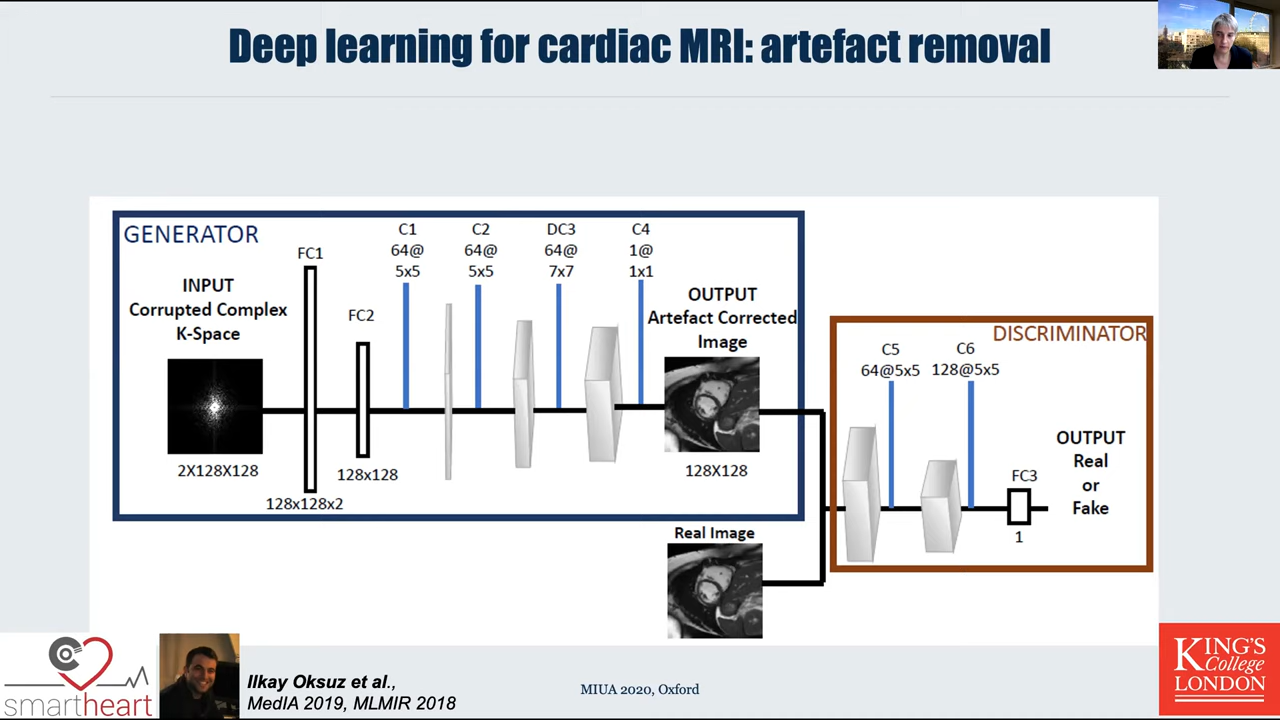 Deep learning for cardiac MRI: artefact removal
GENERATOR
INPUT
Corrupted Complex
K-Space
2X128X128
FC1
128x128x2
FC2
128x128
C1
64@
5x5
C2
64@
5x5
DC3
64@
7x7
C4
1@
1x1
OUTPUT
Artefact Corrected
Image
128X128
Real Image
DISCRIMINATOR
C5
64@5x5
C6
128@5x5
FC3
1
OUTPUT
Real
or
Fake
smartheart
Ilkay Oksuz et al.,
MedIA 2019, MLMIR 2018
MIUA 2020, Oxford
KING'S
College
LONDON